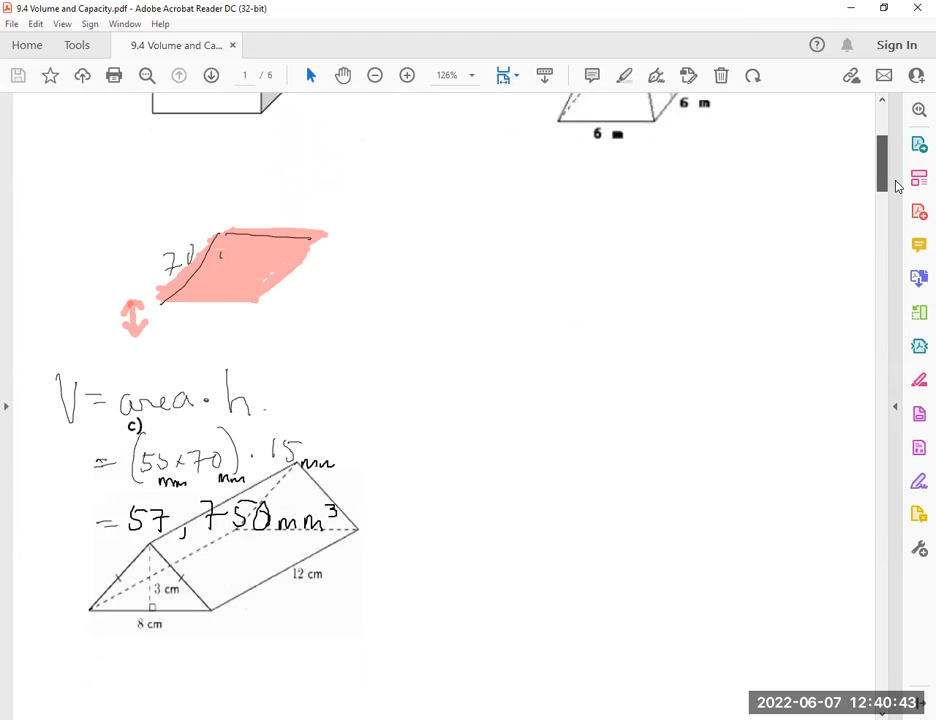 9.4 Volume and Capacity.pdf - Adobe Acrobat Reader DC (32-bit)
File Edit View Sign Window Help
Home Tools 9.4 Volume and Ca... × Sign In
1 / 6 126%
6 m
6 m
70
V = area · h.
c)
= (55 × 70) · 15 mm
mm mm
= 57,750 mm³
12 cm
3 cm
8 cm
2022-06-07 12:40:43